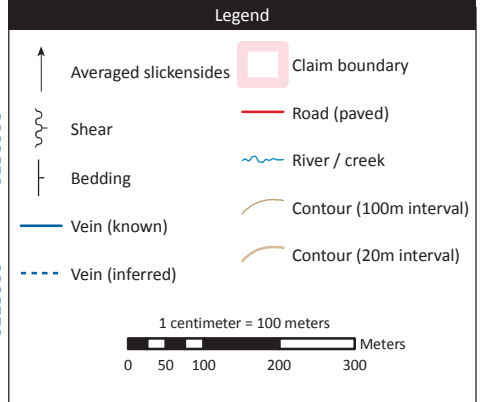 Legend
Averaged slickensides
Shear
Bedding
Vein (known)
Vein (inferred)
Claim boundary
Road (paved)
River / creek
Contour (100m interval)
Contour (20m interval)
1 centimeter = 100 meters
Meters
0 50 100 200 300